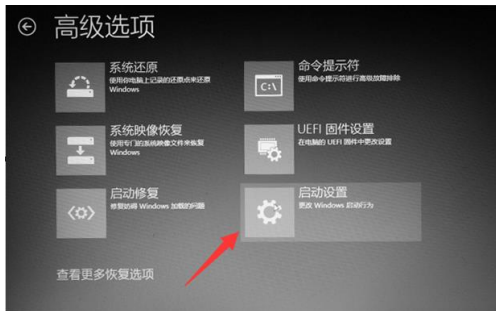 高级选项
系统还原
使用你电脑上记录的还原点来还原
Windows
命令提示符
使用命令提示符进行高级故障排除
C:\
系统映像恢复
使用专门的系统映像文件来恢复
Windows
UEFI 固件设置
在电脑的 UEFI 固件中更改设置
启动修复
修复妨碍 Windows 加载的问题
启动设置
更改 Windows 启动行为
查看更多恢复选项